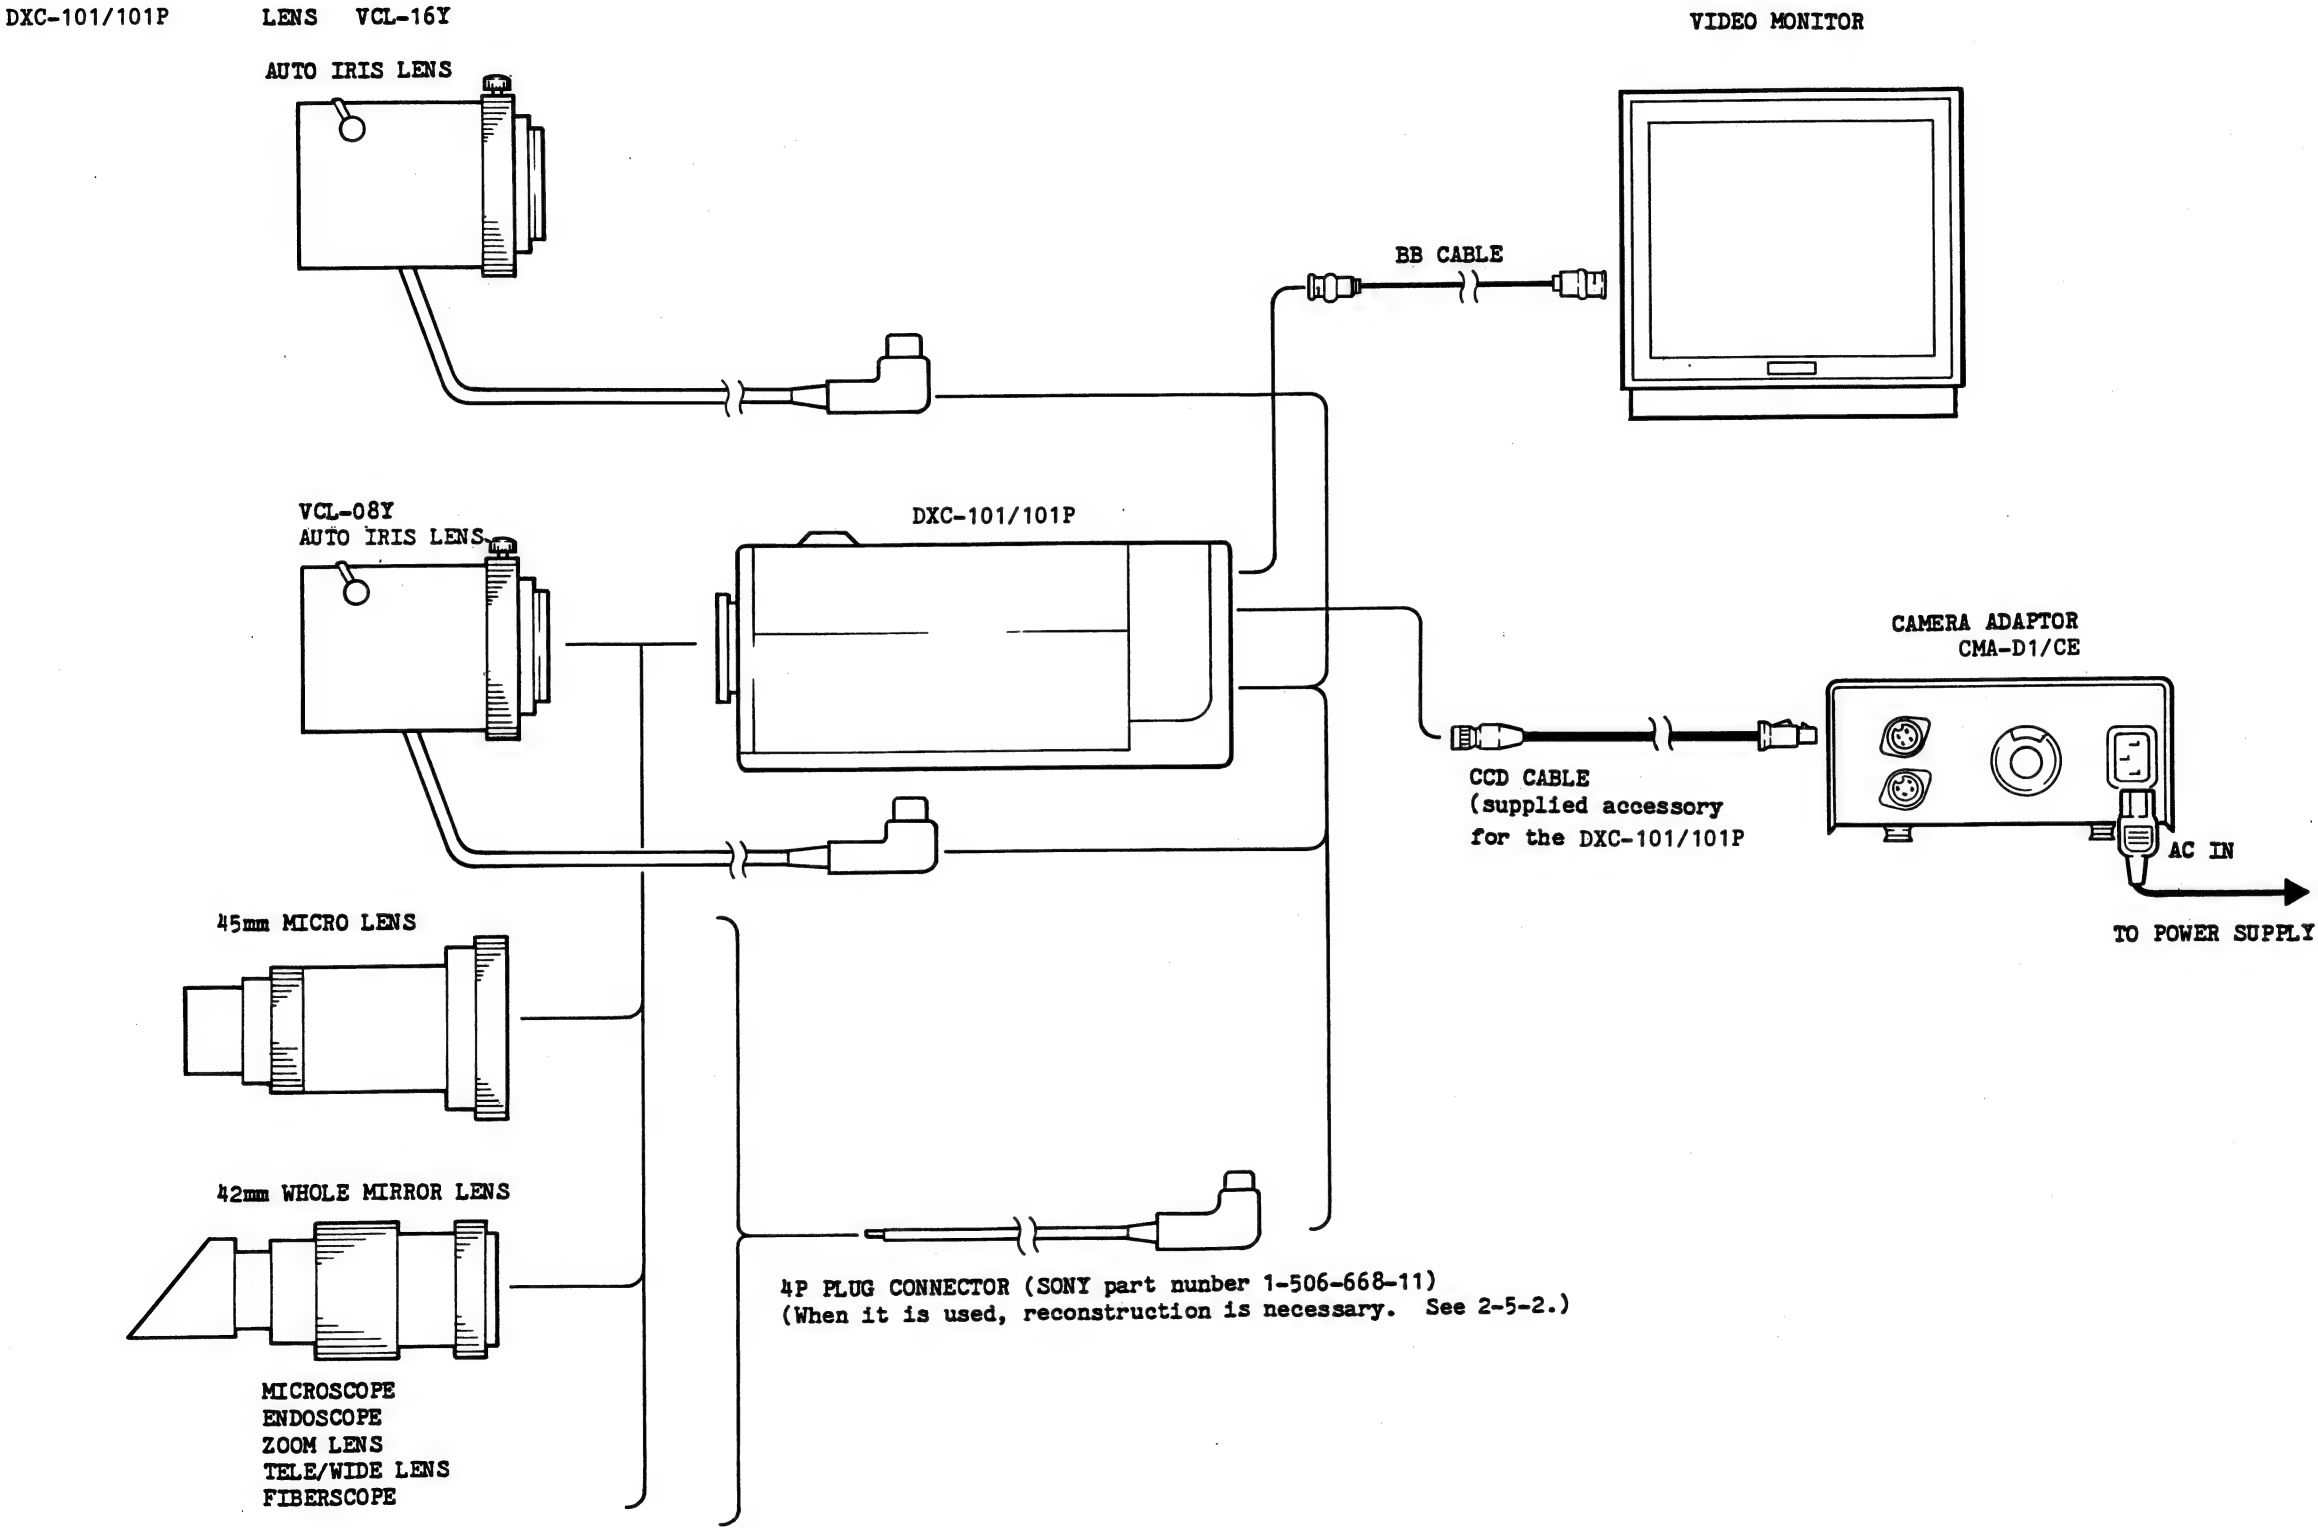 DXC-101/101P
LENS VCL-16Y
AUTO IRIS LENS
VIDEO MONITOR
BB CABLE
VCL-08Y
AUTO IRIS LENS
DXC-101/101P
CAMERA ADAPTOR
CMA-D1/CE
CCD CABLE
(supplied accessory
for the DXC-101/101P
AC IN
TO POWER SUPPLY
45mm MICRO LENS
42mm WHOLE MIRROR LENS
4P PLUG CONNECTOR (SONY part nunber 1-506-668-11)
(When it is used, reconstruction is necessary. See 2-5-2.)
MICROSCOPE
ENDOSCOPE
ZOOM LENS
TELE/WIDE LENS
FIBERSCOPE